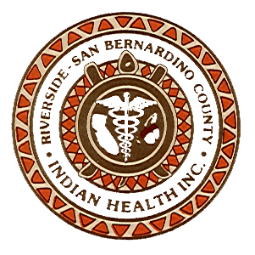 RIVERSIDE - SAN BERNARDINO COUNTY
• INDIAN HEALTH INC. •